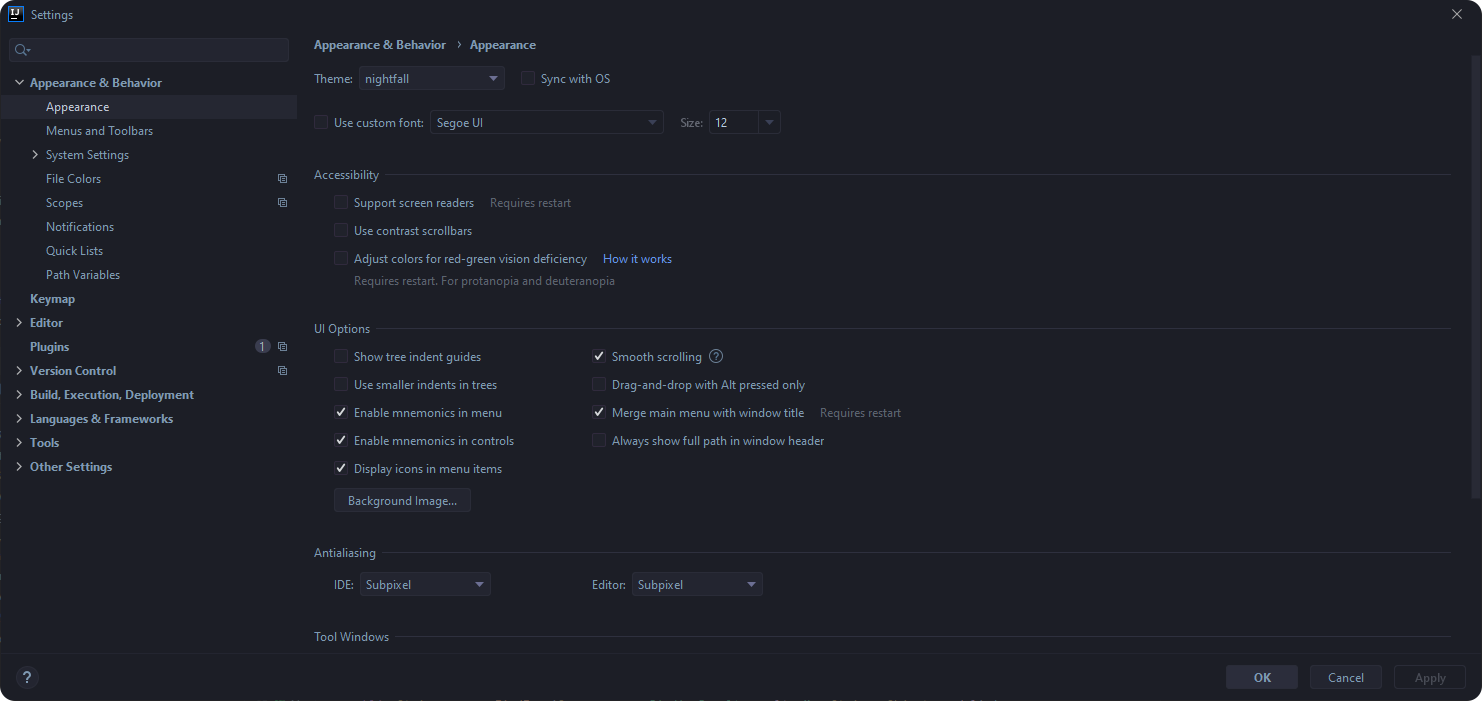 Settings
Appearance & Behavior
Appearance
Menus and Toolbars
System Settings
File Colors
Scopes
Notifications
Quick Lists
Path Variables
Keymap
Editor
Plugins 1
Version Control
Build, Execution, Deployment
Languages & Frameworks
Tools
Other Settings
Appearance & Behavior › Appearance
Theme: nightfall Sync with OS
Use custom font: Segoe UI Size: 12
Accessibility
Support screen readers Requires restart
Use contrast scrollbars
Adjust colors for red-green vision deficiency How it works
Requires restart. For protanopia and deuteranopia
UI Options
Show tree indent guides Smooth scrolling ?
Use smaller indents in trees Drag-and-drop with Alt pressed only
Enable mnemonics in menu Merge main menu with window title Requires restart
Enable mnemonics in controls Always show full path in window header
Display icons in menu items
Background Image...
Antialiasing
IDE: Subpixel Editor: Subpixel
Tool Windows
? OK Cancel Apply